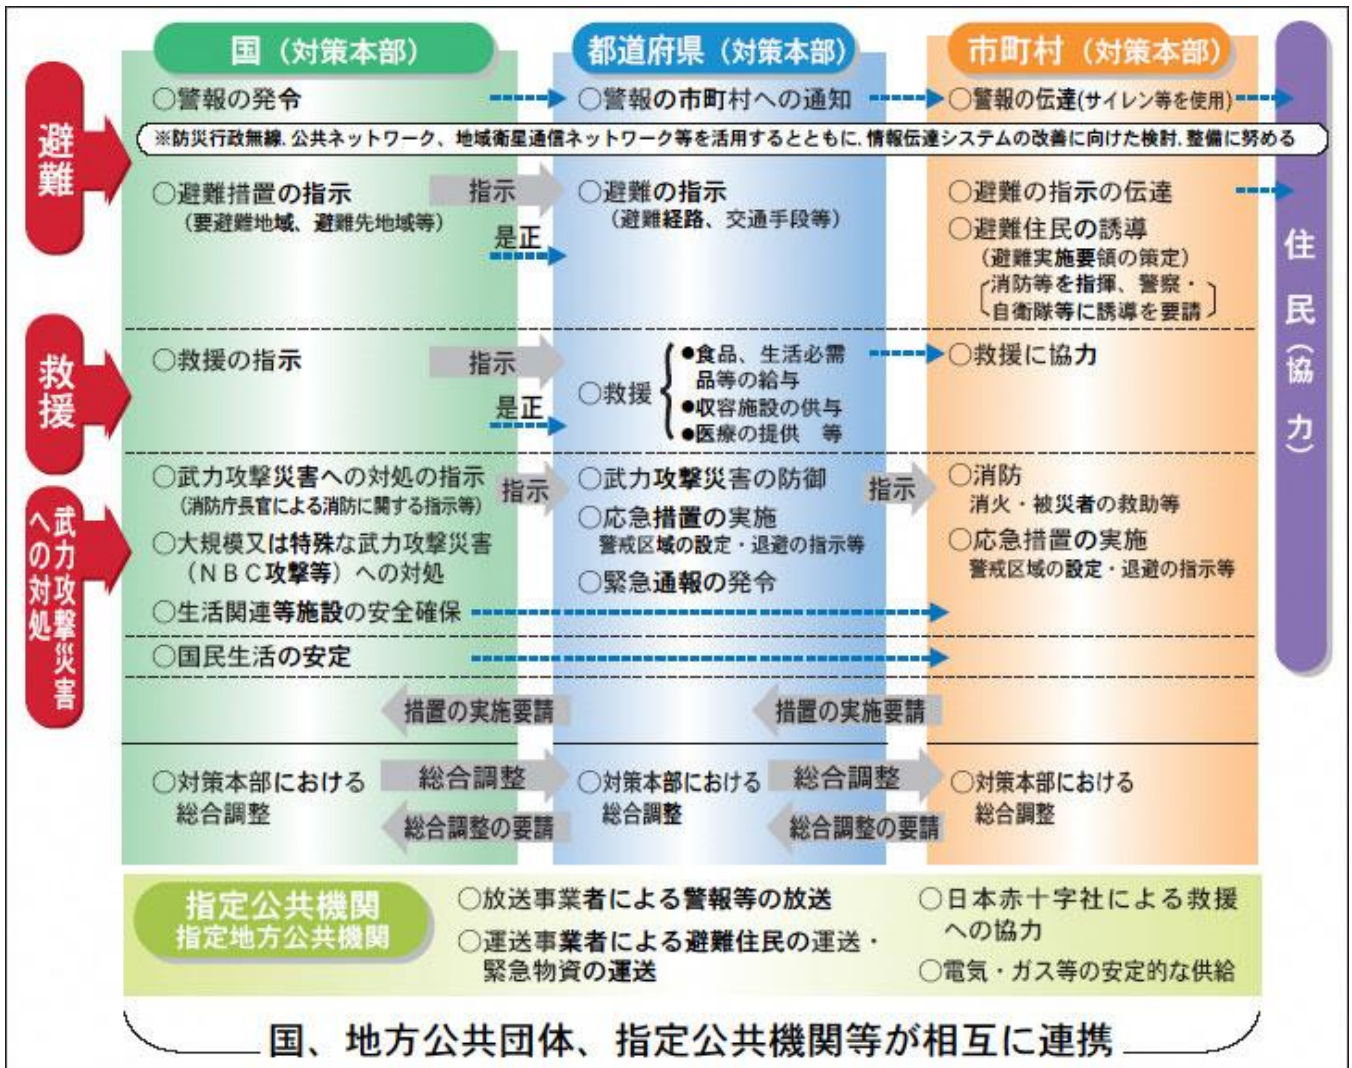 国（対策本部）
都道府県（対策本部）
市町村（対策本部）
避難
○警報の発令
○警報の市町村への通知
○警報の伝達(サイレン等を使用)
※防災行政無線．公共ネットワーク、地域衛星通信ネットワーク等を活用するとともに．情報伝達システムの改善に向けた検討．整備に努める
○避難措置の指示
（要避難地域、避難先地域等）
指示
是正
○避難の指示
（避難経路、交通手段等）
○避難の指示の伝達
○避難住民の誘導
（避難実施要領の策定）
消防等を指揮、警察・
自衛隊等に誘導を要請
住民（協力）
救援
○救援の指示
指示
是正
○救援
●食品、生活必需
品等の給与
●収容施設の供与
●医療の提供　等
○救援に協力
武力攻撃災害
への対処
○武力攻撃災害への対処の指示
（消防庁長官による消防に関する指示等）
○大規模又は特殊な武力攻撃災害
（ＮＢＣ攻撃等）への対処
○生活関連等施設の安全確保
指示
○武力攻撃災害の防御
○応急措置の実施
警戒区域の設定・退避の指示等
○緊急通報の発令
指示
○消防
消火・被災者の救助等
○応急措置の実施
警戒区域の設定・退避の指示等
○国民生活の安定
措置の実施要請
措置の実施要請
○対策本部における
総合調整
総合調整
総合調整の要請
○対策本部における
総合調整
総合調整
総合調整の要請
○対策本部における
総合調整
指定公共機関
指定地方公共機関
○放送事業者による警報等の放送
○運送事業者による避難住民の運送・
緊急物資の運送
○日本赤十字社による救援
への協力
○電気・ガス等の安定的な供給
国、地方公共団体、指定公共機関等が相互に連携